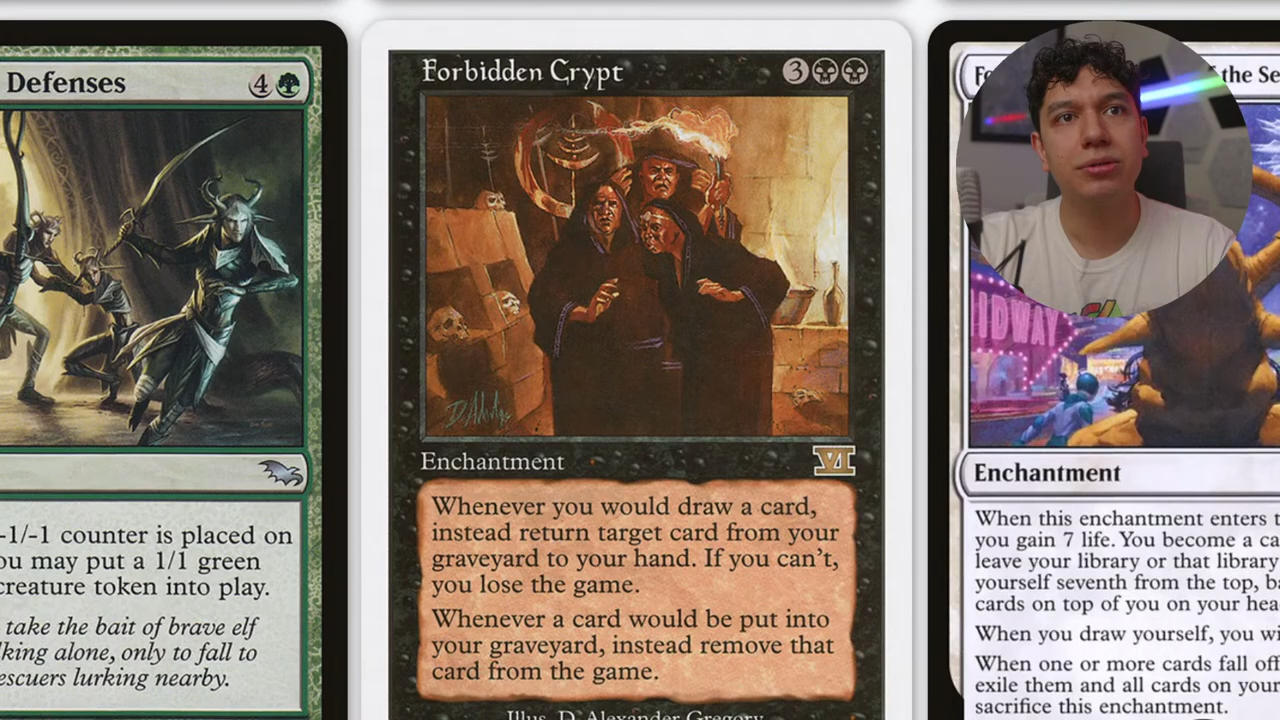 Defenses
4
-1/-1 counter is placed on
ou may put a 1/1 green
creature token into play.
take the bait of brave elf
lking alone, only to fall to
escuers lurking nearby.
Forbidden Crypt
3
Enchantment
VI
Whenever you would draw a card,
instead return target card from your
graveyard to your hand. If you can't,
you lose the game.
Whenever a card would be put into
your graveyard, instead remove that
card from the game.
Illus. D. Alexander Gregory
the Se
IDWAY
Enchantment
When this enchantment enters
you gain 7 life. You become a ca
leave your library or that library
yourself seventh from the top, b
cards on top of you on your hea
When you draw yourself, you wi
When one or more cards fall off
exile them and all cards on your
sacrifice this enchantment.